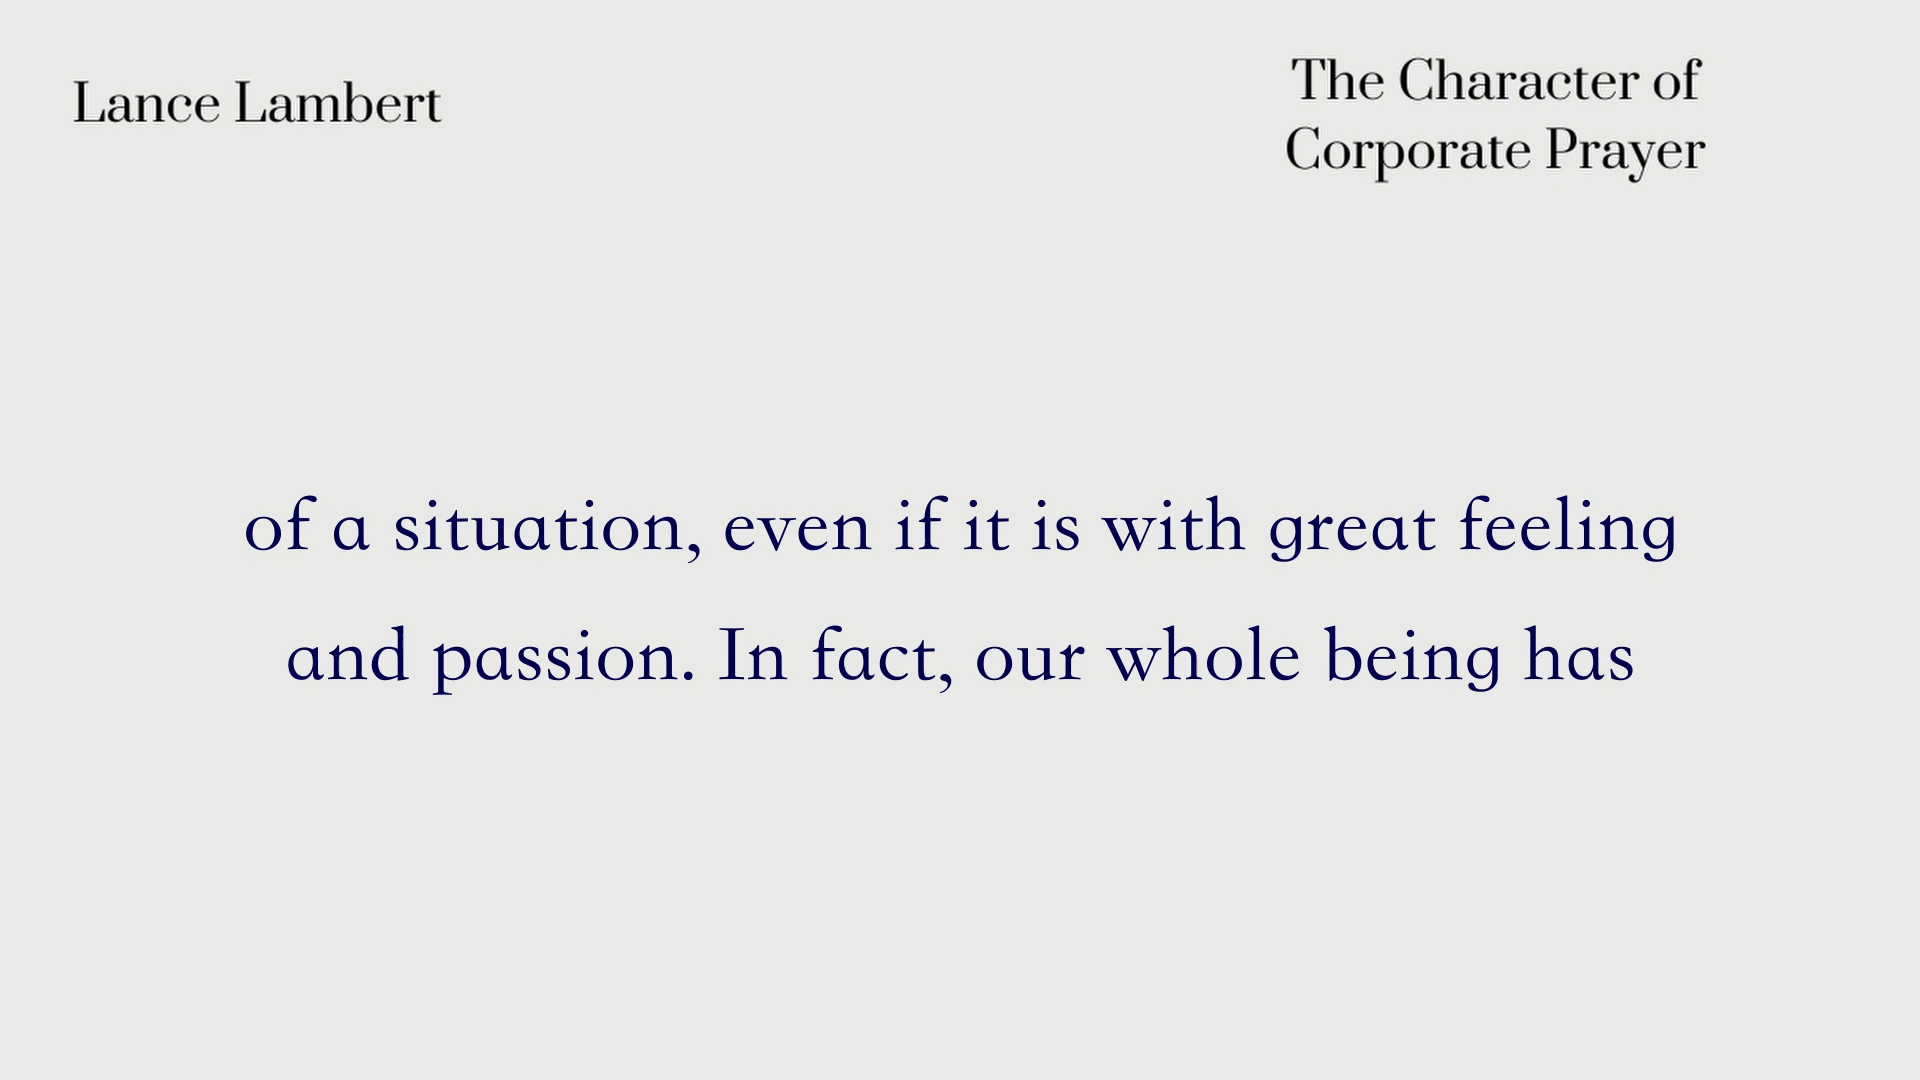 Lance Lambert
The Character of
Corporate Prayer
of a situation, even if it is with great feeling
and passion. In fact, our whole being has